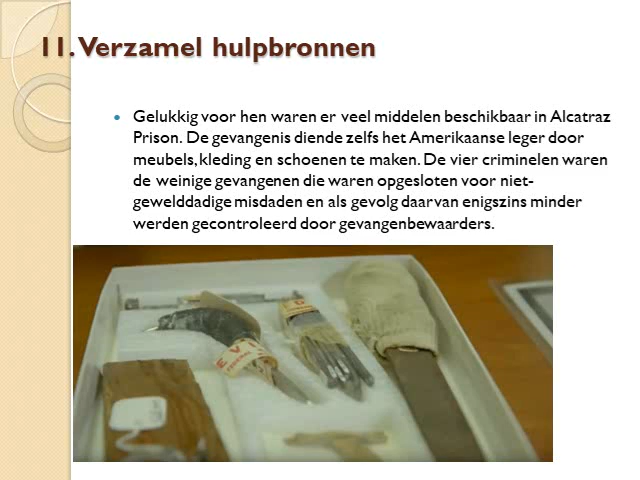 11. Verzamel hulpbronnen
Gelukkig voor hen waren er veel middelen beschikbaar in Alcatraz
Prison. De gevangenis diende zelfs het Amerikaanse leger door
meubels, kleding en schoenen te maken. De vier criminelen waren
de weinige gevangenen die waren opgesloten voor niet-
gewelddadige misdaden en als gevolg daarvan enigszins minder
werden gecontroleerd door gevangenbewaarders.